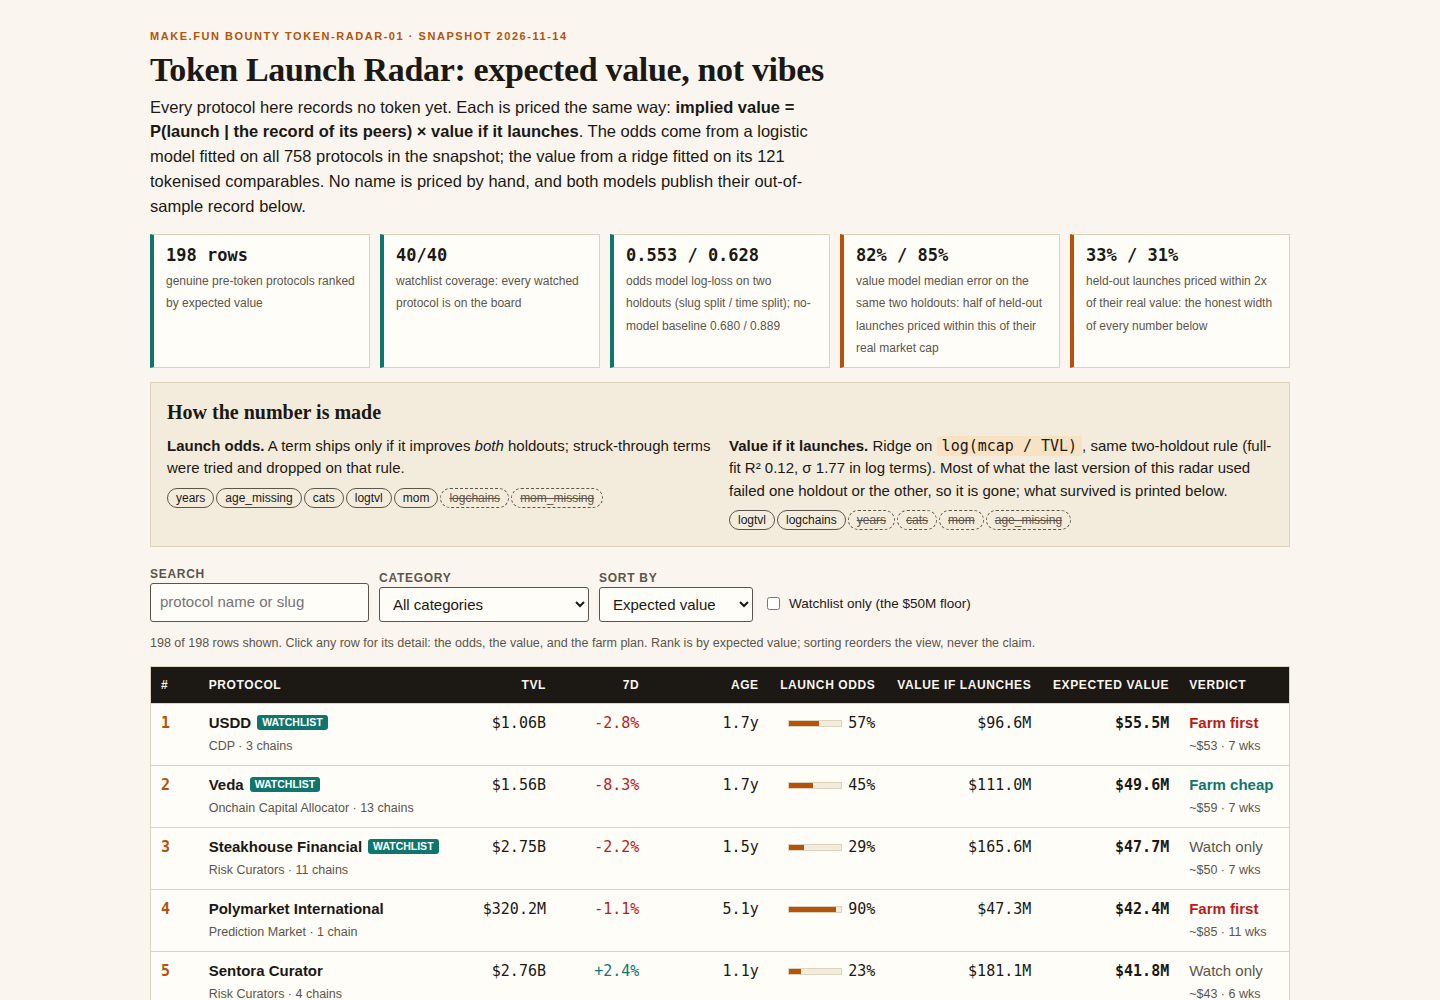 MAKE.FUN BOUNTY TOKEN-RADAR-01 · SNAPSHOT 2026-11-14
Token Launch Radar: expected value, not vibes
Every protocol here records no token yet. Each is priced the same way: implied value =
P(launch | the record of its peers) × value if it launches. The odds come from a logistic
model fitted on all 758 protocols in the snapshot; the value from a ridge fitted on its 121
tokenised comparables. No name is priced by hand, and both models publish their out-of-
sample record below.
198 rows
genuine pre-token protocols ranked
by expected value
40/40
watchlist coverage: every watched
protocol is on the board
0.553 / 0.628
odds model log-loss on two
holdouts (slug split / time split); no-
model baseline 0.680 / 0.889
82% / 85%
value model median error on the
same two holdouts: half of held-out
launches priced within this of their
real market cap
33% / 31%
held-out launches priced within 2x
of their real value: the honest width
of every number below
How the number is made
Launch odds. A term ships only if it improves both holdouts; struck-through terms
were tried and dropped on that rule.
years age_missing cats logtvl mom logchains mom_missing
Value if it launches. Ridge on log(mcap / TVL), same two-holdout rule (full-
fit R² 0.12, σ 1.77 in log terms). Most of what the last version of this radar used
failed one holdout or the other, so it is gone; what survived is printed below.
logtvl logchains years cats mom age_missing
SEARCH
protocol name or slug
CATEGORY
All categories
SORT BY
Expected value
Watchlist only (the $50M floor)
198 of 198 rows shown. Click any row for its detail: the odds, the value, and the farm plan. Rank is by expected value; sorting reorders the view, never the claim.
# PROTOCOL TVL 7D AGE LAUNCH ODDS VALUE IF LAUNCHES EXPECTED VALUE VERDICT
1 USDD WATCHLIST $1.06B -2.8% 1.7y 57% $96.6M $55.5M Farm first
CDP · 3 chains ~$53 · 7 wks
2 Veda WATCHLIST $1.56B -8.3% 1.7y 45% $111.0M $49.6M Farm cheap
Onchain Capital Allocator · 13 chains ~$59 · 7 wks
3 Steakhouse Financial WATCHLIST $2.75B -2.2% 1.5y 29% $165.6M $47.7M Watch only
Risk Curators · 11 chains ~$50 · 7 wks
4 Polymarket International $320.2M -1.1% 5.1y 90% $47.3M $42.4M Farm first
Prediction Market · 1 chain ~$85 · 11 wks
5 Sentora Curator $2.76B +2.4% 1.1y 23% $181.1M $41.8M Watch only
Risk Curators · 4 chains ~$43 · 6 wks